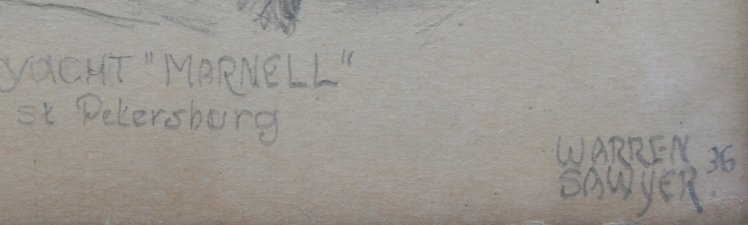 yacht "MARNELL"
st Petersburg
WARREN 36
SAWyER